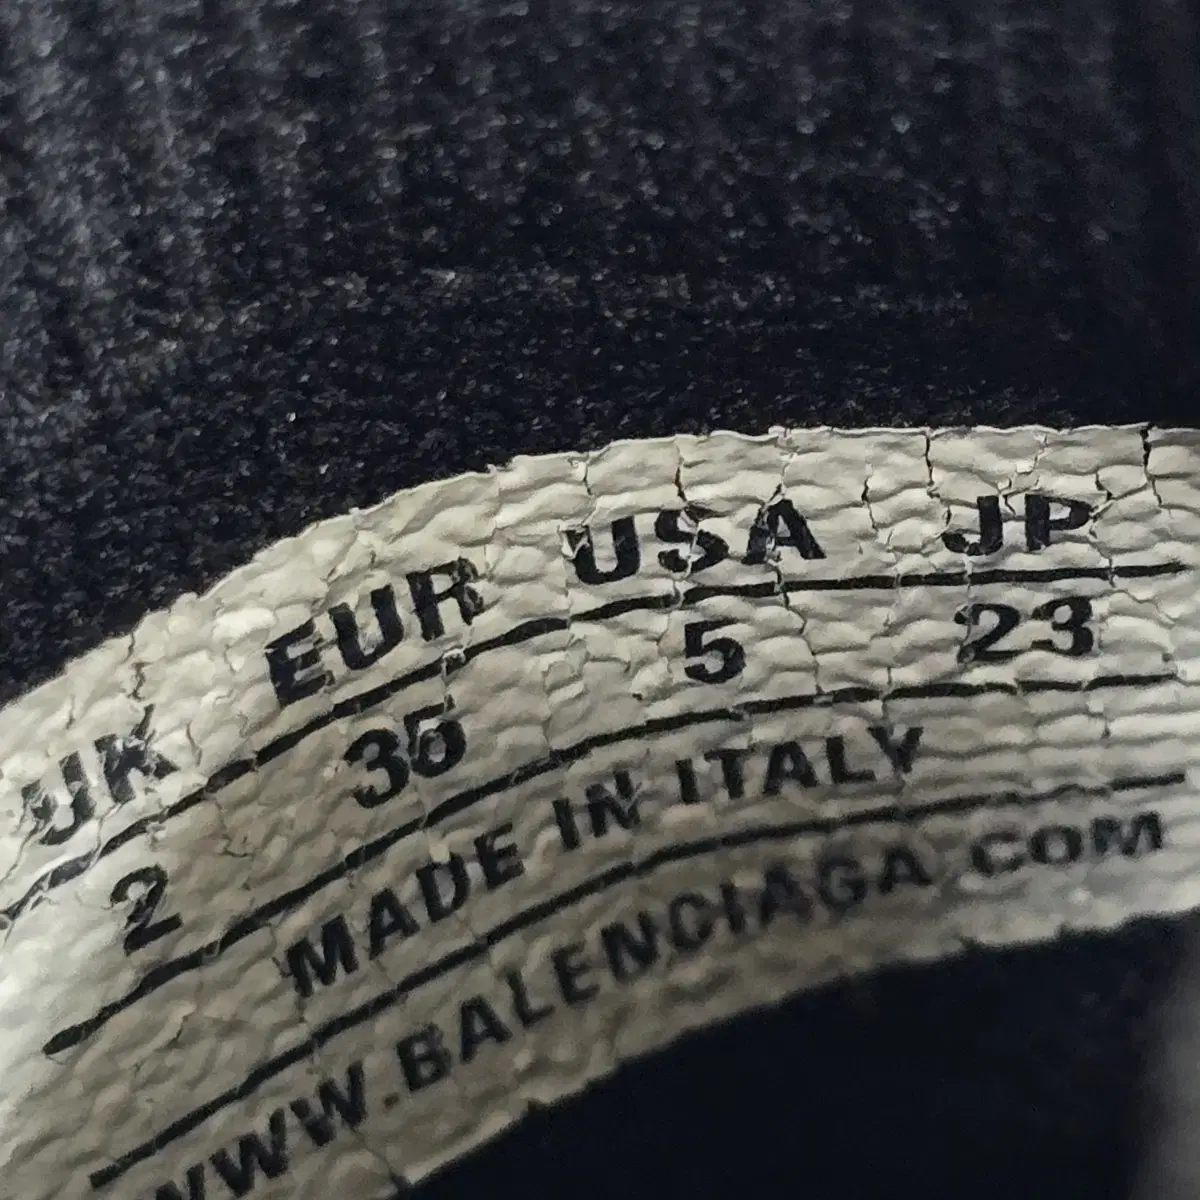 UK EUR USA JP
2 35 5 23
MADE IN ITALY
WWW.BALENCIAGA.COM